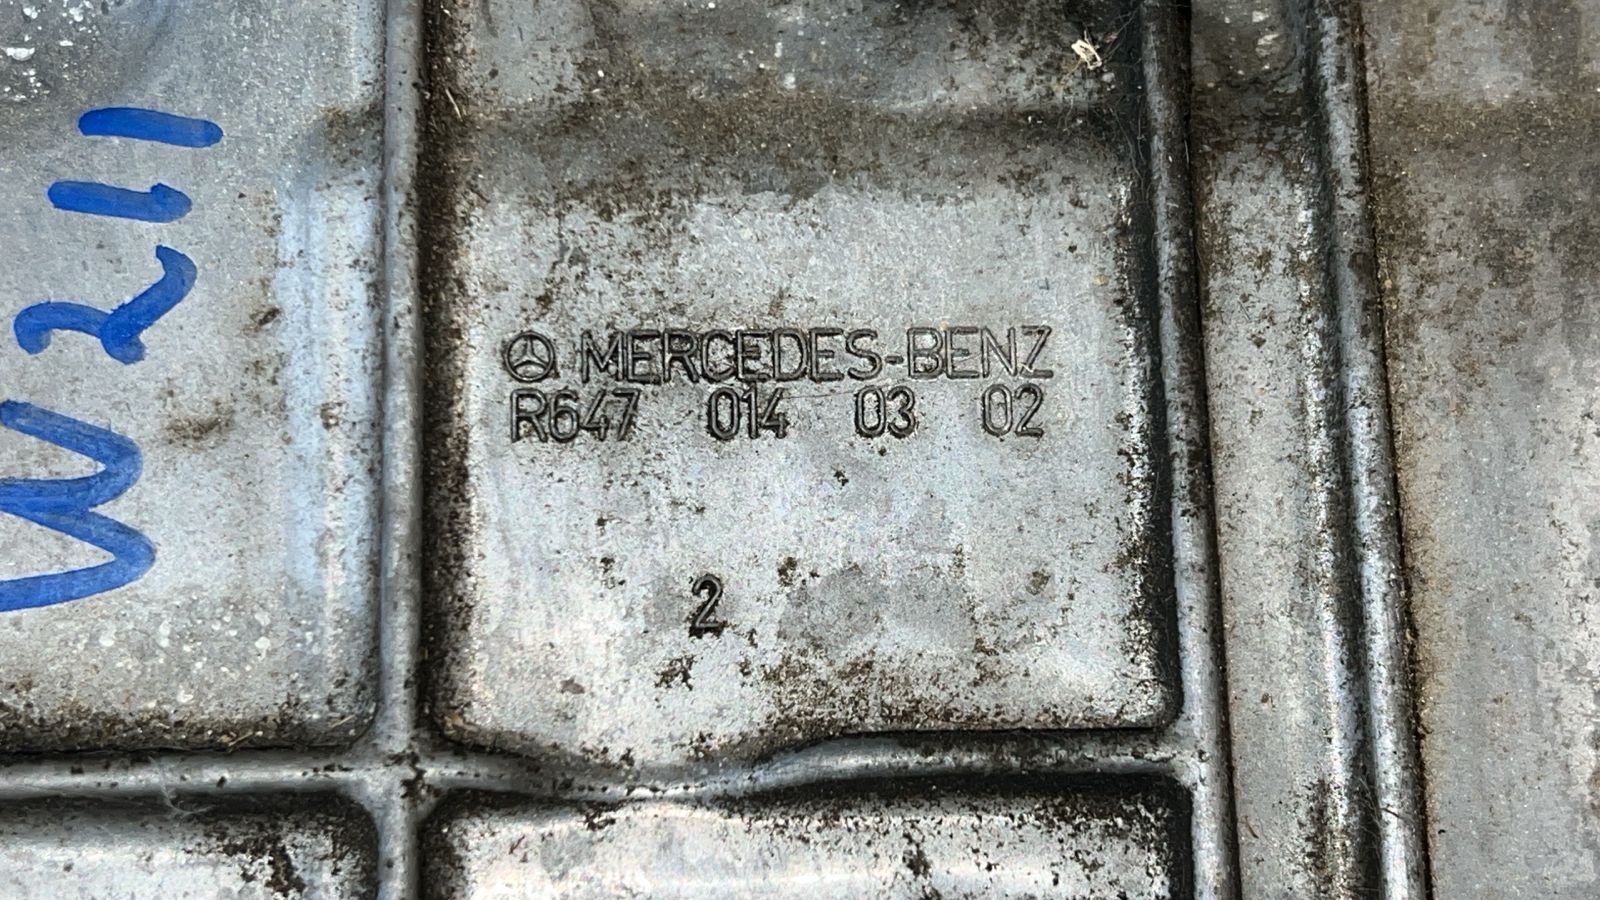 W211
MERCEDES-BENZ
R647 014 03 02
2